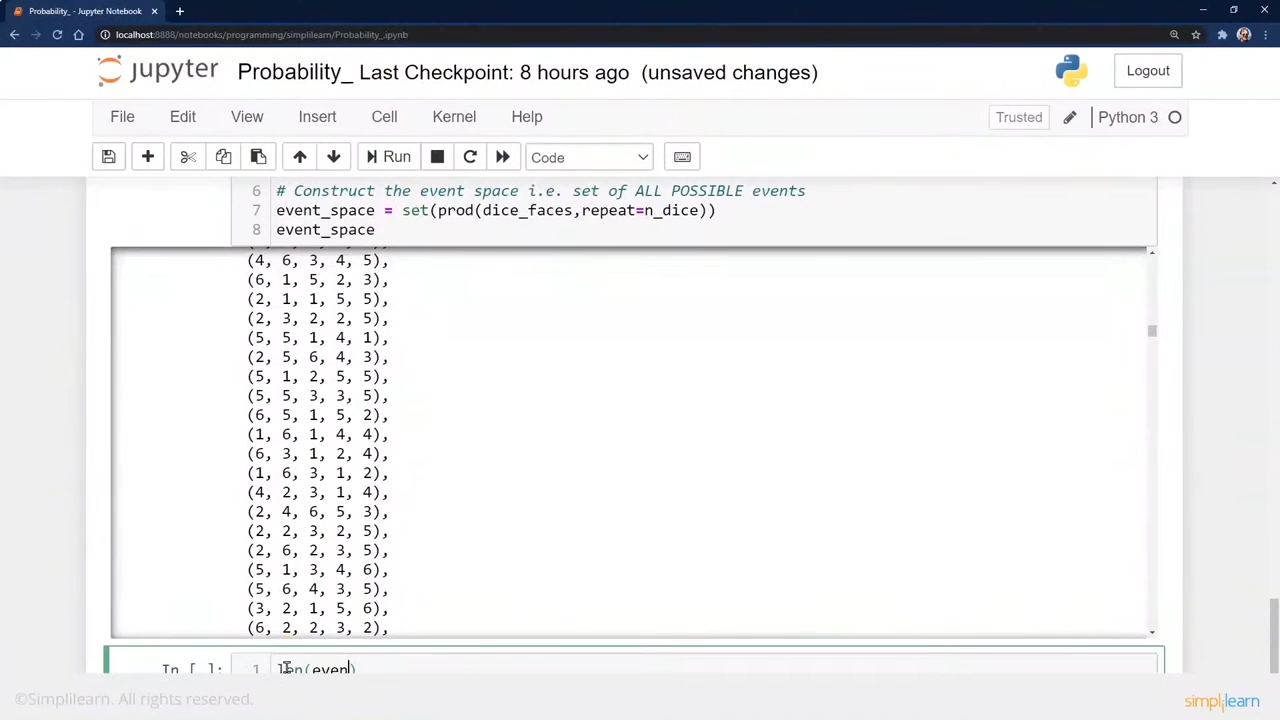 Probability_ - Jupyter Notebook
localhost:8888/notebooks/programming/simplilearn/Probability_.ipynb
jupyter Probability_ Last Checkpoint: 8 hours ago (unsaved changes) Logout
File Edit View Insert Cell Kernel Help Trusted Python 3
Run Code
6 # Construct the event space i.e. set of ALL POSSIBLE events
7 event_space = set(prod(dice_faces,repeat=n_dice))
8 event_space
(4, 6, 3, 4, 5),
(6, 1, 5, 2, 3),
(2, 1, 1, 5, 5),
(2, 3, 2, 2, 5),
(5, 5, 1, 4, 1),
(2, 5, 6, 4, 3),
(5, 1, 2, 5, 5),
(5, 5, 3, 3, 5),
(6, 5, 1, 5, 2),
(1, 6, 1, 4, 4),
(6, 3, 1, 2, 4),
(1, 6, 3, 1, 2),
(4, 2, 3, 1, 4),
(2, 4, 6, 5, 3),
(2, 2, 3, 2, 5),
(2, 6, 2, 3, 5),
(5, 1, 3, 4, 6),
(5, 6, 4, 3, 5),
(3, 2, 1, 5, 6),
(6, 2, 2, 3, 2),
In [ ]: 1 len(even)
©Simplilearn. All rights reserved. simplilearn